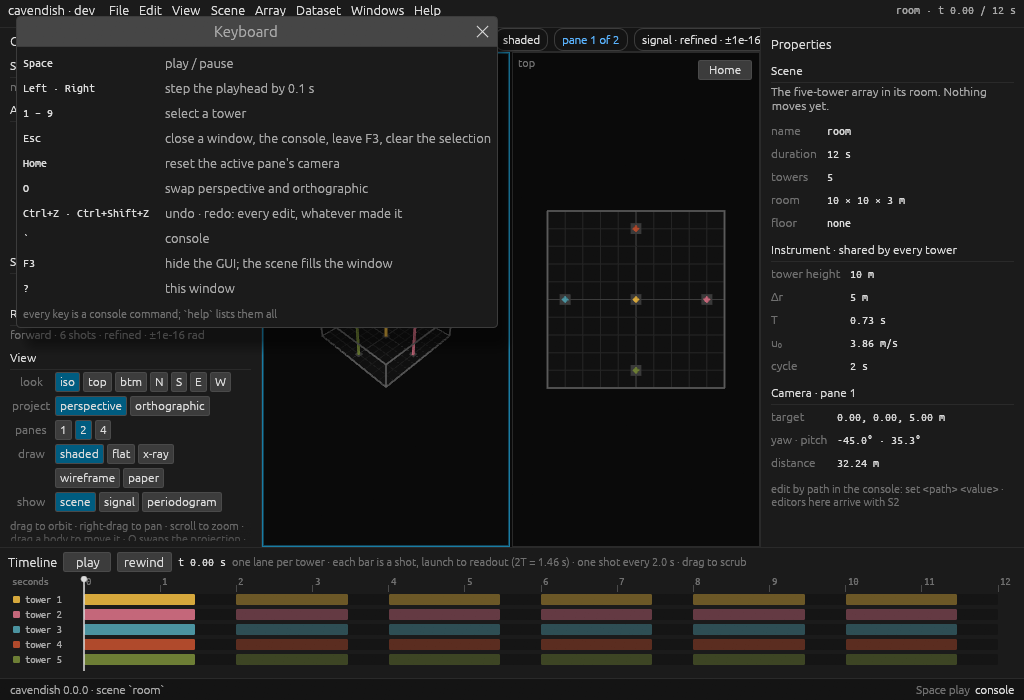 cavendish · dev File Edit View Scene Array Dataset Windows Help
room · t 0.00 / 12 s
Keyboard
Space play / pause
Left · Right step the playhead by 0.1 s
1 – 9 select a tower
Esc close a window, the console, leave F3, clear the selection
Home reset the active pane's camera
O swap perspective and orthographic
Ctrl+Z · Ctrl+Shift+Z undo · redo: every edit, whatever made it
` console
F3 hide the GUI; the scene fills the window
? this window
every key is a console command; `help` lists them all
forward · 6 shots · refined · ±1e-16 rad
View
look iso top btm N S E W
project perspective orthographic
panes 1 2 4
draw shaded flat x-ray
wireframe paper
show scene signal periodogram
drag to orbit · right-drag to pan · scroll to zoom ·
drag a body to move it · O swaps the projection ·
shaded pane 1 of 2 signal · refined · ±1e-16
top
Home
Properties
Scene
The five-tower array in its room. Nothing
moves yet.
name room
duration 12 s
towers 5
room 10 × 10 × 3 m
floor none
Instrument · shared by every tower
tower height 10 m
Δr 5 m
T 0.73 s
u₀ 3.86 m/s
cycle 2 s
Camera · pane 1
target 0.00, 0.00, 5.00 m
yaw · pitch -45.0° · 35.3°
distance 32.24 m
edit by path in the console: set <path> <value> ·
editors here arrive with S2
Timeline play rewind t 0.00 s one lane per tower · each bar is a shot, launch to readout (2T = 1.46 s) · one shot every 2.0 s · drag to scrub
seconds 0 1 2 3 4 5 6 7 8 9 10 11 12
tower 1
tower 2
tower 3
tower 4
tower 5
cavendish 0.0.0 · scene `room`
Space play console